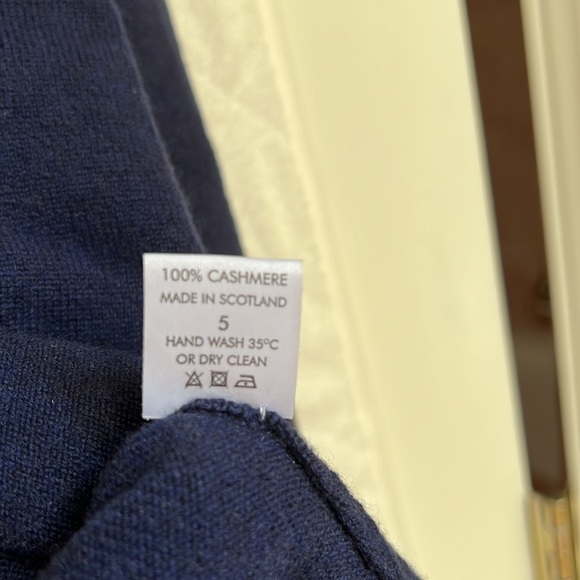 100% CASHMERE
MADE IN SCOTLAND
5
HAND WASH 35°C
OR DRY CLEAN